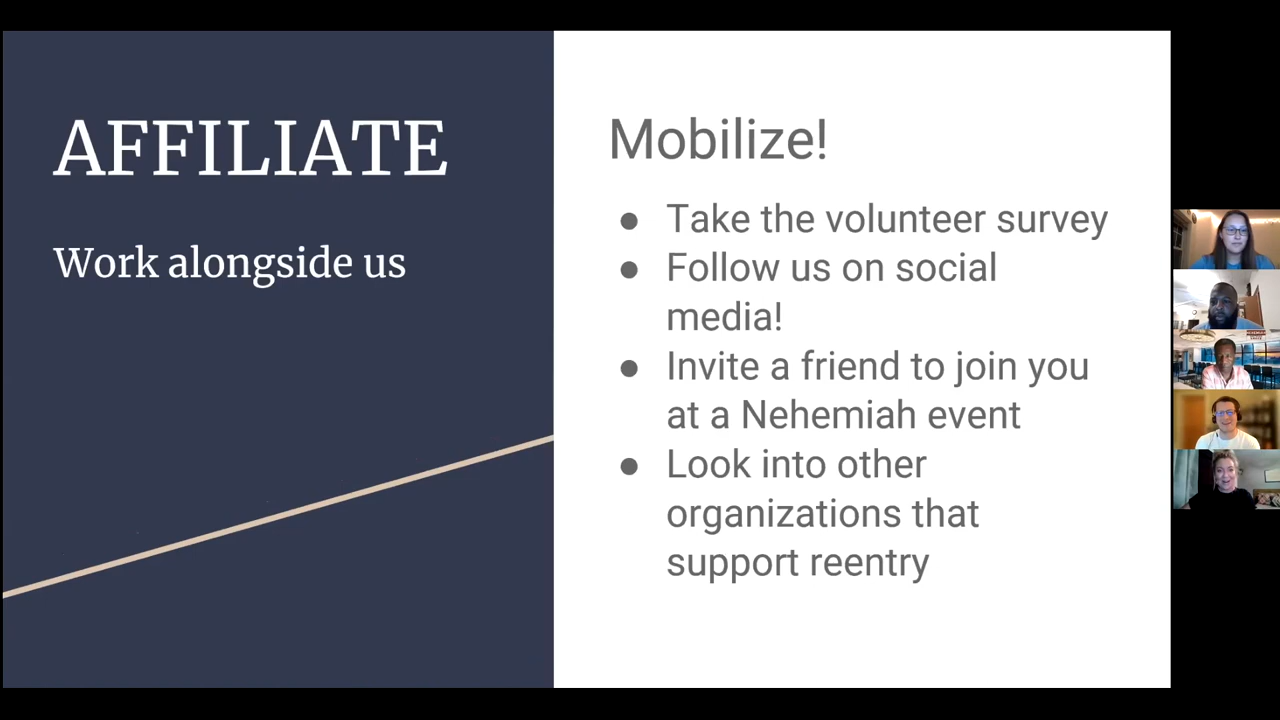 AFFILIATE
Work alongside us
Mobilize!
● Take the volunteer survey
● Follow us on social
media!
● Invite a friend to join you
at a Nehemiah event
● Look into other
organizations that
support reentry